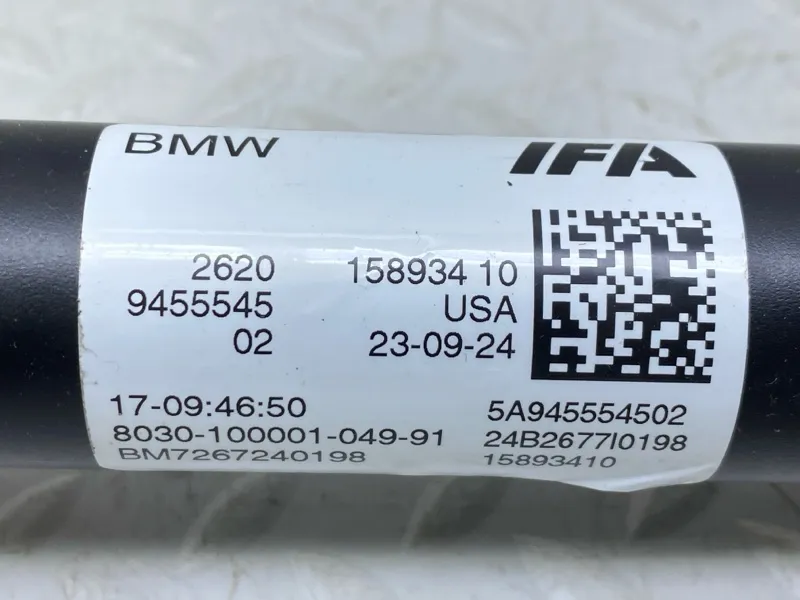 BMW IFA
2620 158934 10
9455545 USA
02 23-09-24
17-09:46:50 5A945554502
8030-100001-049-91 24B2677I0198
BM7267240198 15893410